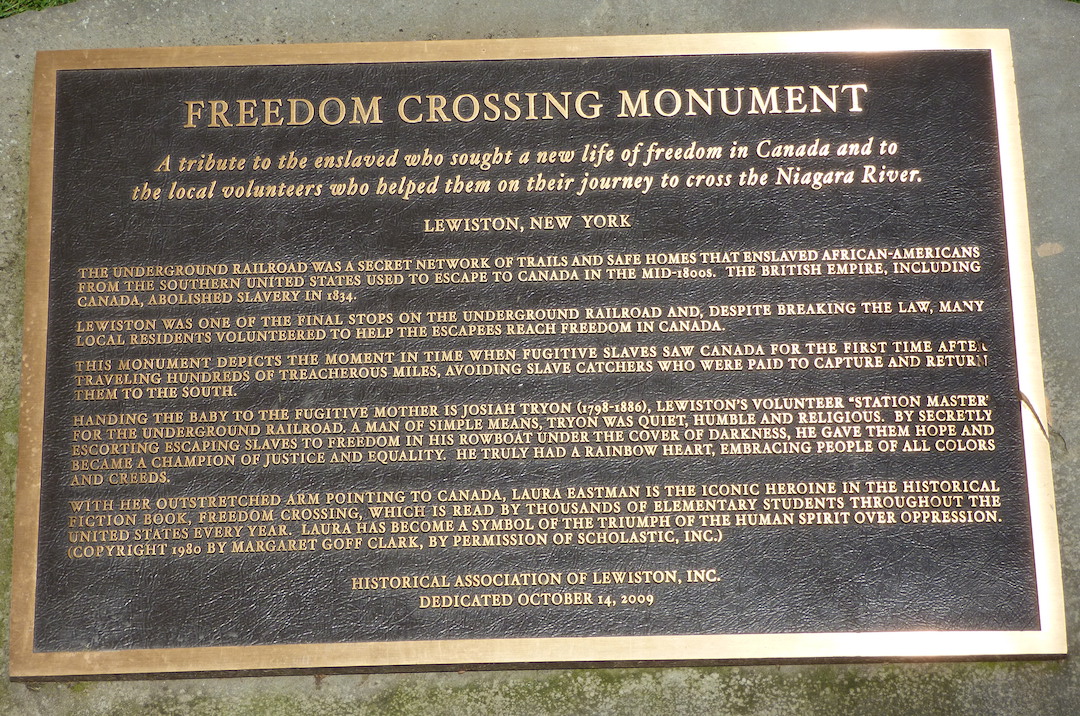 FREEDOM CROSSING MONUMENT
A tribute to the enslaved who sought a new life of freedom in Canada and to
the local volunteers who helped them on their journey to cross the Niagara River.
LEWISTON, NEW YORK
THE UNDERGROUND RAILROAD WAS A SECRET NETWORK OF TRAILS AND SAFE HOMES THAT ENSLAVED AFRICAN-AMERICANS
FROM THE SOUTHERN UNITED STATES USED TO ESCAPE TO CANADA IN THE MID-1800S. THE BRITISH EMPIRE, INCLUDING
CANADA, ABOLISHED SLAVERY IN 1834.
LEWISTON WAS ONE OF THE FINAL STOPS ON THE UNDERGROUND RAILROAD AND, DESPITE BREAKING THE LAW, MANY
LOCAL RESIDENTS VOLUNTEERED TO HELP THE ESCAPEES REACH FREEDOM IN CANADA.
THIS MONUMENT DEPICTS THE MOMENT IN TIME WHEN FUGITIVE SLAVES SAW CANADA FOR THE FIRST TIME AFTER
TRAVELING HUNDREDS OF TREACHEROUS MILES, AVOIDING SLAVE CATCHERS WHO WERE PAID TO CAPTURE AND RETURN
THEM TO THE SOUTH.
HANDING THE BABY TO THE FUGITIVE MOTHER IS JOSIAH TRYON (1798-1886), LEWISTON'S VOLUNTEER "STATION MASTER"
FOR THE UNDERGROUND RAILROAD. A MAN OF SIMPLE MEANS, TRYON WAS QUIET, HUMBLE AND RELIGIOUS. BY SECRETLY
ESCORTING ESCAPING SLAVES TO FREEDOM IN HIS ROWBOAT UNDER THE COVER OF DARKNESS, HE GAVE THEM HOPE AND
BECAME A CHAMPION OF JUSTICE AND EQUALITY. HE TRULY HAD A RAINBOW HEART, EMBRACING PEOPLE OF ALL COLORS
AND CREEDS.
WITH HER OUTSTRETCHED ARM POINTING TO CANADA, LAURA EASTMAN IS THE ICONIC HEROINE IN THE HISTORICAL
FICTION BOOK, FREEDOM CROSSING, WHICH IS READ BY THOUSANDS OF ELEMENTARY STUDENTS THROUGHOUT THE
UNITED STATES EVERY YEAR. LAURA HAS BECOME A SYMBOL OF THE TRIUMPH OF THE HUMAN SPIRIT OVER OPPRESSION.
(COPYRIGHT 1980 BY MARGARET GOFF CLARK, BY PERMISSION OF SCHOLASTIC, INC.)
HISTORICAL ASSOCIATION OF LEWISTON, INC.
DEDICATED OCTOBER 14, 2009